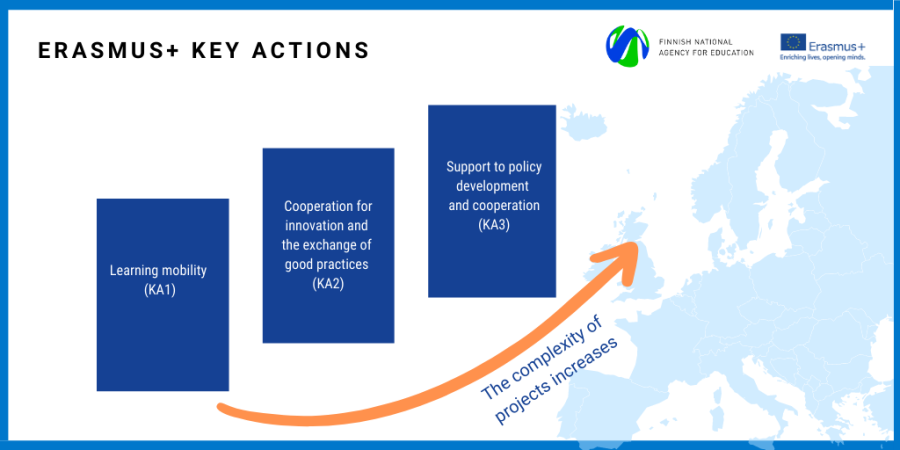 ERASMUS+ KEY ACTIONS
FINNISH NATIONAL
AGENCY FOR EDUCATION
Erasmus+
Enriching lives, opening minds.
Learning mobility
(KA1)
Cooperation for
innovation and
the exchange of
good practices
(KA2)
Support to policy
development
and cooperation
(KA3)
The complexity of
projects increases